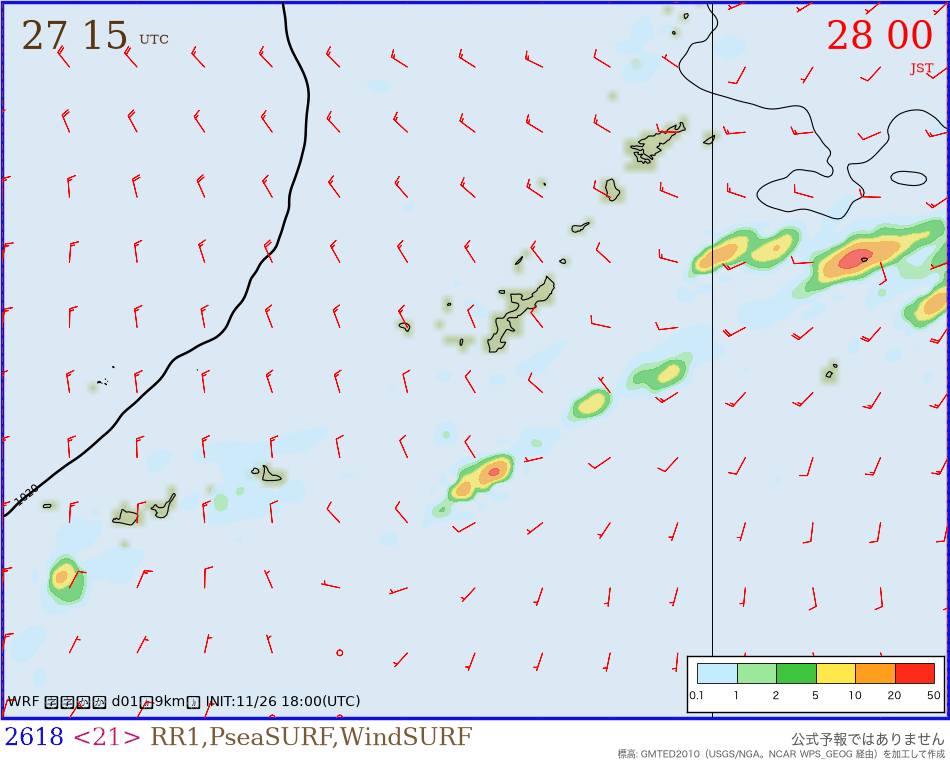 27 15 UTC
28 00
JST
1020
WRF d01 9km INIT:11/26 18:00(UTC)
0.1 1 2 5 10 20 50
2618 <21> RR1,PseaSURF,WindSURF
公式予報ではありません
標高: GMTED2010（USGS/NGA。NCAR WPS_GEOG 経由）を加工して作成